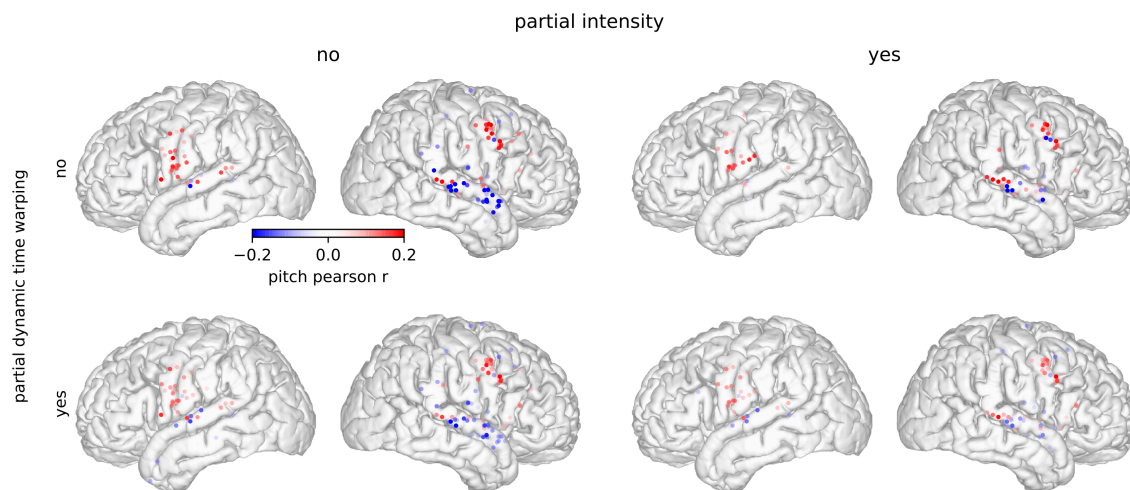 partial intensity
no yes
no
−0.2 0.0 0.2
pitch pearson r
partial dynamic time warping
yes